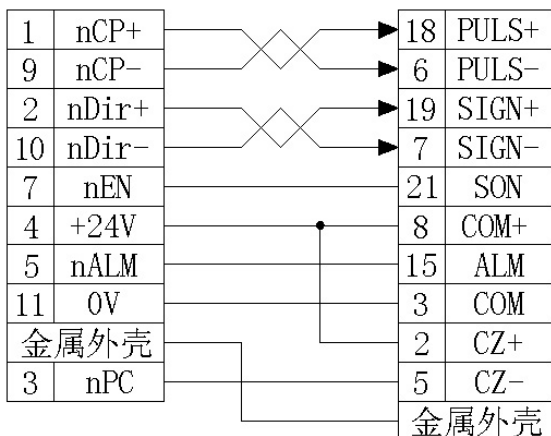 1 nCP+ 18 PULS+
9 nCP- 6 PULS-
2 nDir+ 19 SIGN+
10 nDir- 7 SIGN-
7 nEN 21 SON
4 +24V 8 COM+
5 nALM 15 ALM
11 0V 3 COM
金属外壳 2 CZ+
3 nPC 5 CZ-
金属外壳